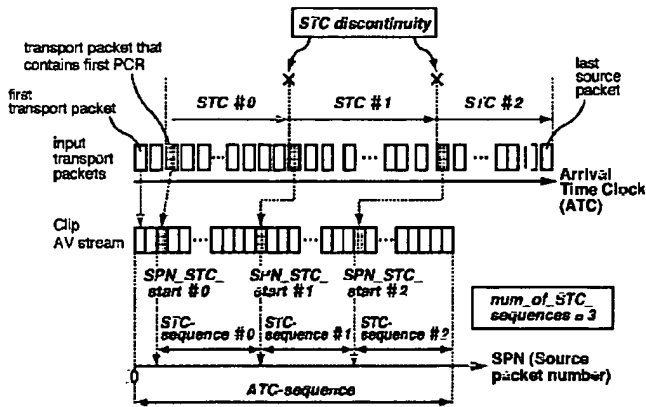 STC discontinuity
transport packet that
contains first PCR
first
transport packet
last
source
packet
STC #0
STC #1
STC #2
input
transport
packets
Arrival
Time Clock
(ATC)
Clip
AV stream
SPN_STC_
start #0
SPN_STC_
start #1
SPN_STC_
start #2
num_of_STC_
sequences = 3
STC-
sequence #0
STC-
sequence #1
STC-
sequence #2
SPN (Source
packet number)
0
ATC-sequence